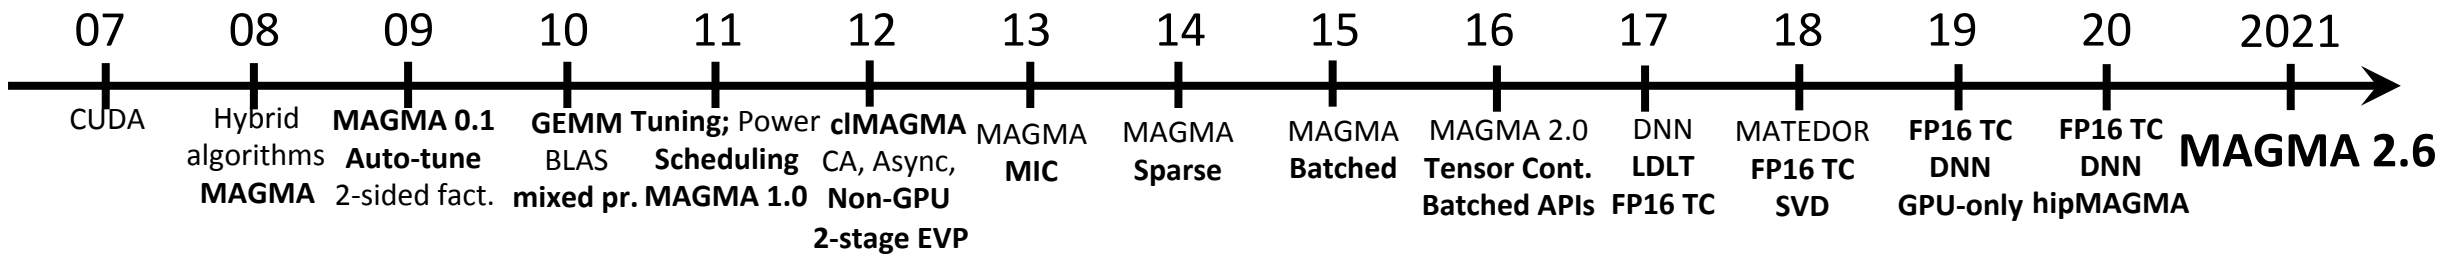 07 08 09 10 11 12 13 14 15 16 17 18 19 20 2021
CUDA
Hybrid
algorithms
MAGMA
MAGMA 0.1
Auto-tune
2-sided fact.
GEMM
BLAS
mixed pr.
Tuning; Power
Scheduling
MAGMA 1.0
clMAGMA
CA, Async,
Non-GPU
2-stage EVP
MAGMA
MIC
MAGMA
Sparse
MAGMA
Batched
MAGMA 2.0
Tensor Cont.
Batched APIs
DNN
LDLT
FP16 TC
MATEDOR
FP16 TC
SVD
FP16 TC
DNN
GPU-only
FP16 TC
DNN
hipMAGMA
MAGMA 2.6